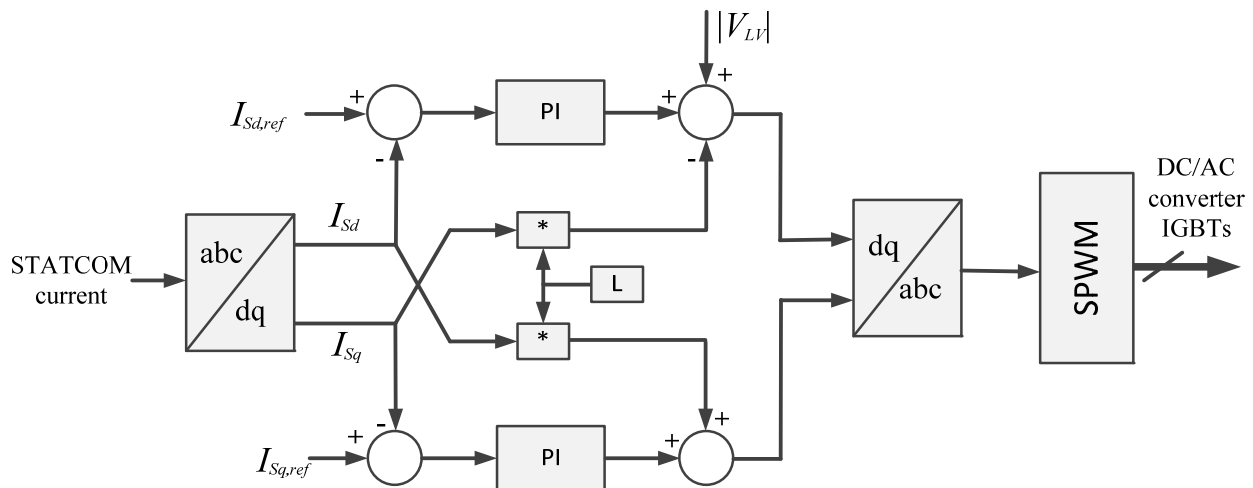 |V_LV|
+
+
+
I_Sd,ref
PI
-
-
I_Sd
*
DC/AC
converter
IGBTs
abc
dq
STATCOM
current
L
dq
abc
SPWM
I_Sq
*
-
+
+
+
I_Sq,ref
PI